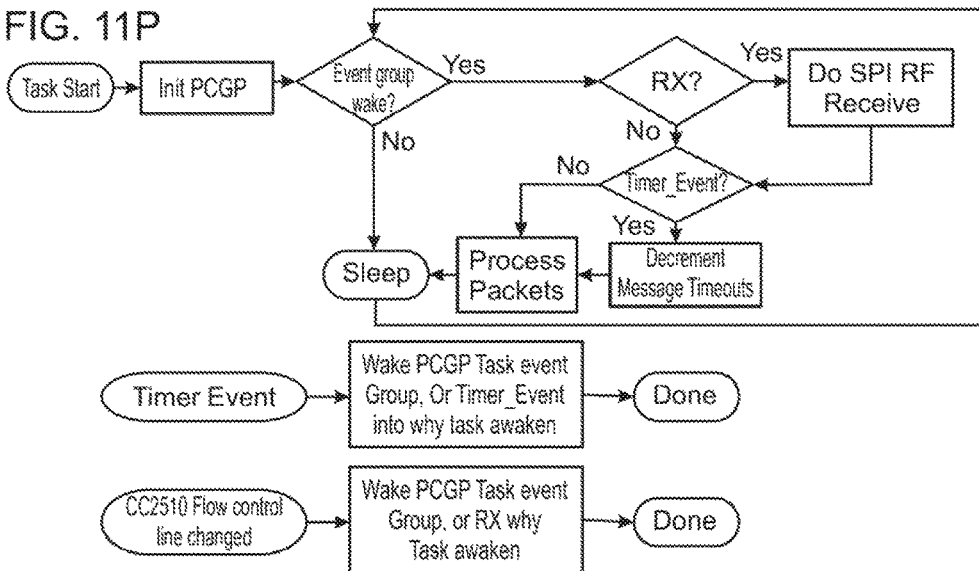 FIG. 11P
Task Start
Init PCGP
Event group
wake?
Yes
No
RX?
Yes
No
Do SPI RF
Receive
Timer_Event?
No
Yes
Decrement
Message Timeouts
Process
Packets
Sleep
Timer Event
Wake PCGP Task event
Group, Or Timer_Event
into why task awaken
Done
CC2510 Flow control
line changed
Wake PCGP Task event
Group, or RX why
Task awaken
Done